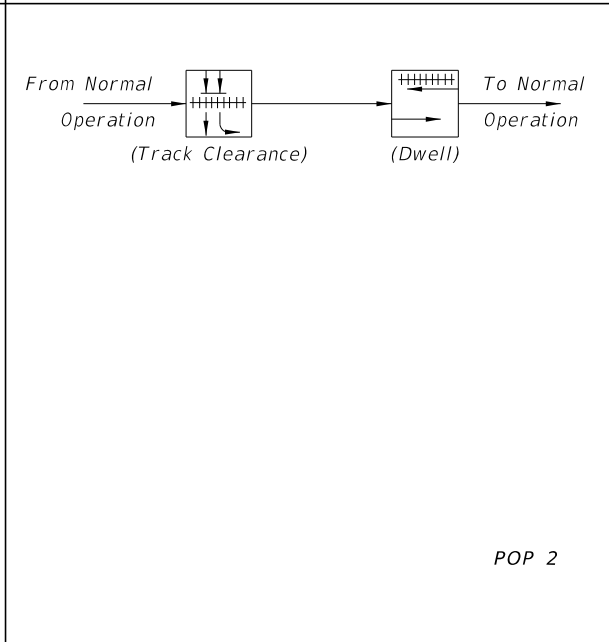 From Normal
Operation
(Track Clearance)
(Dwell)
To Normal
Operation
POP 2